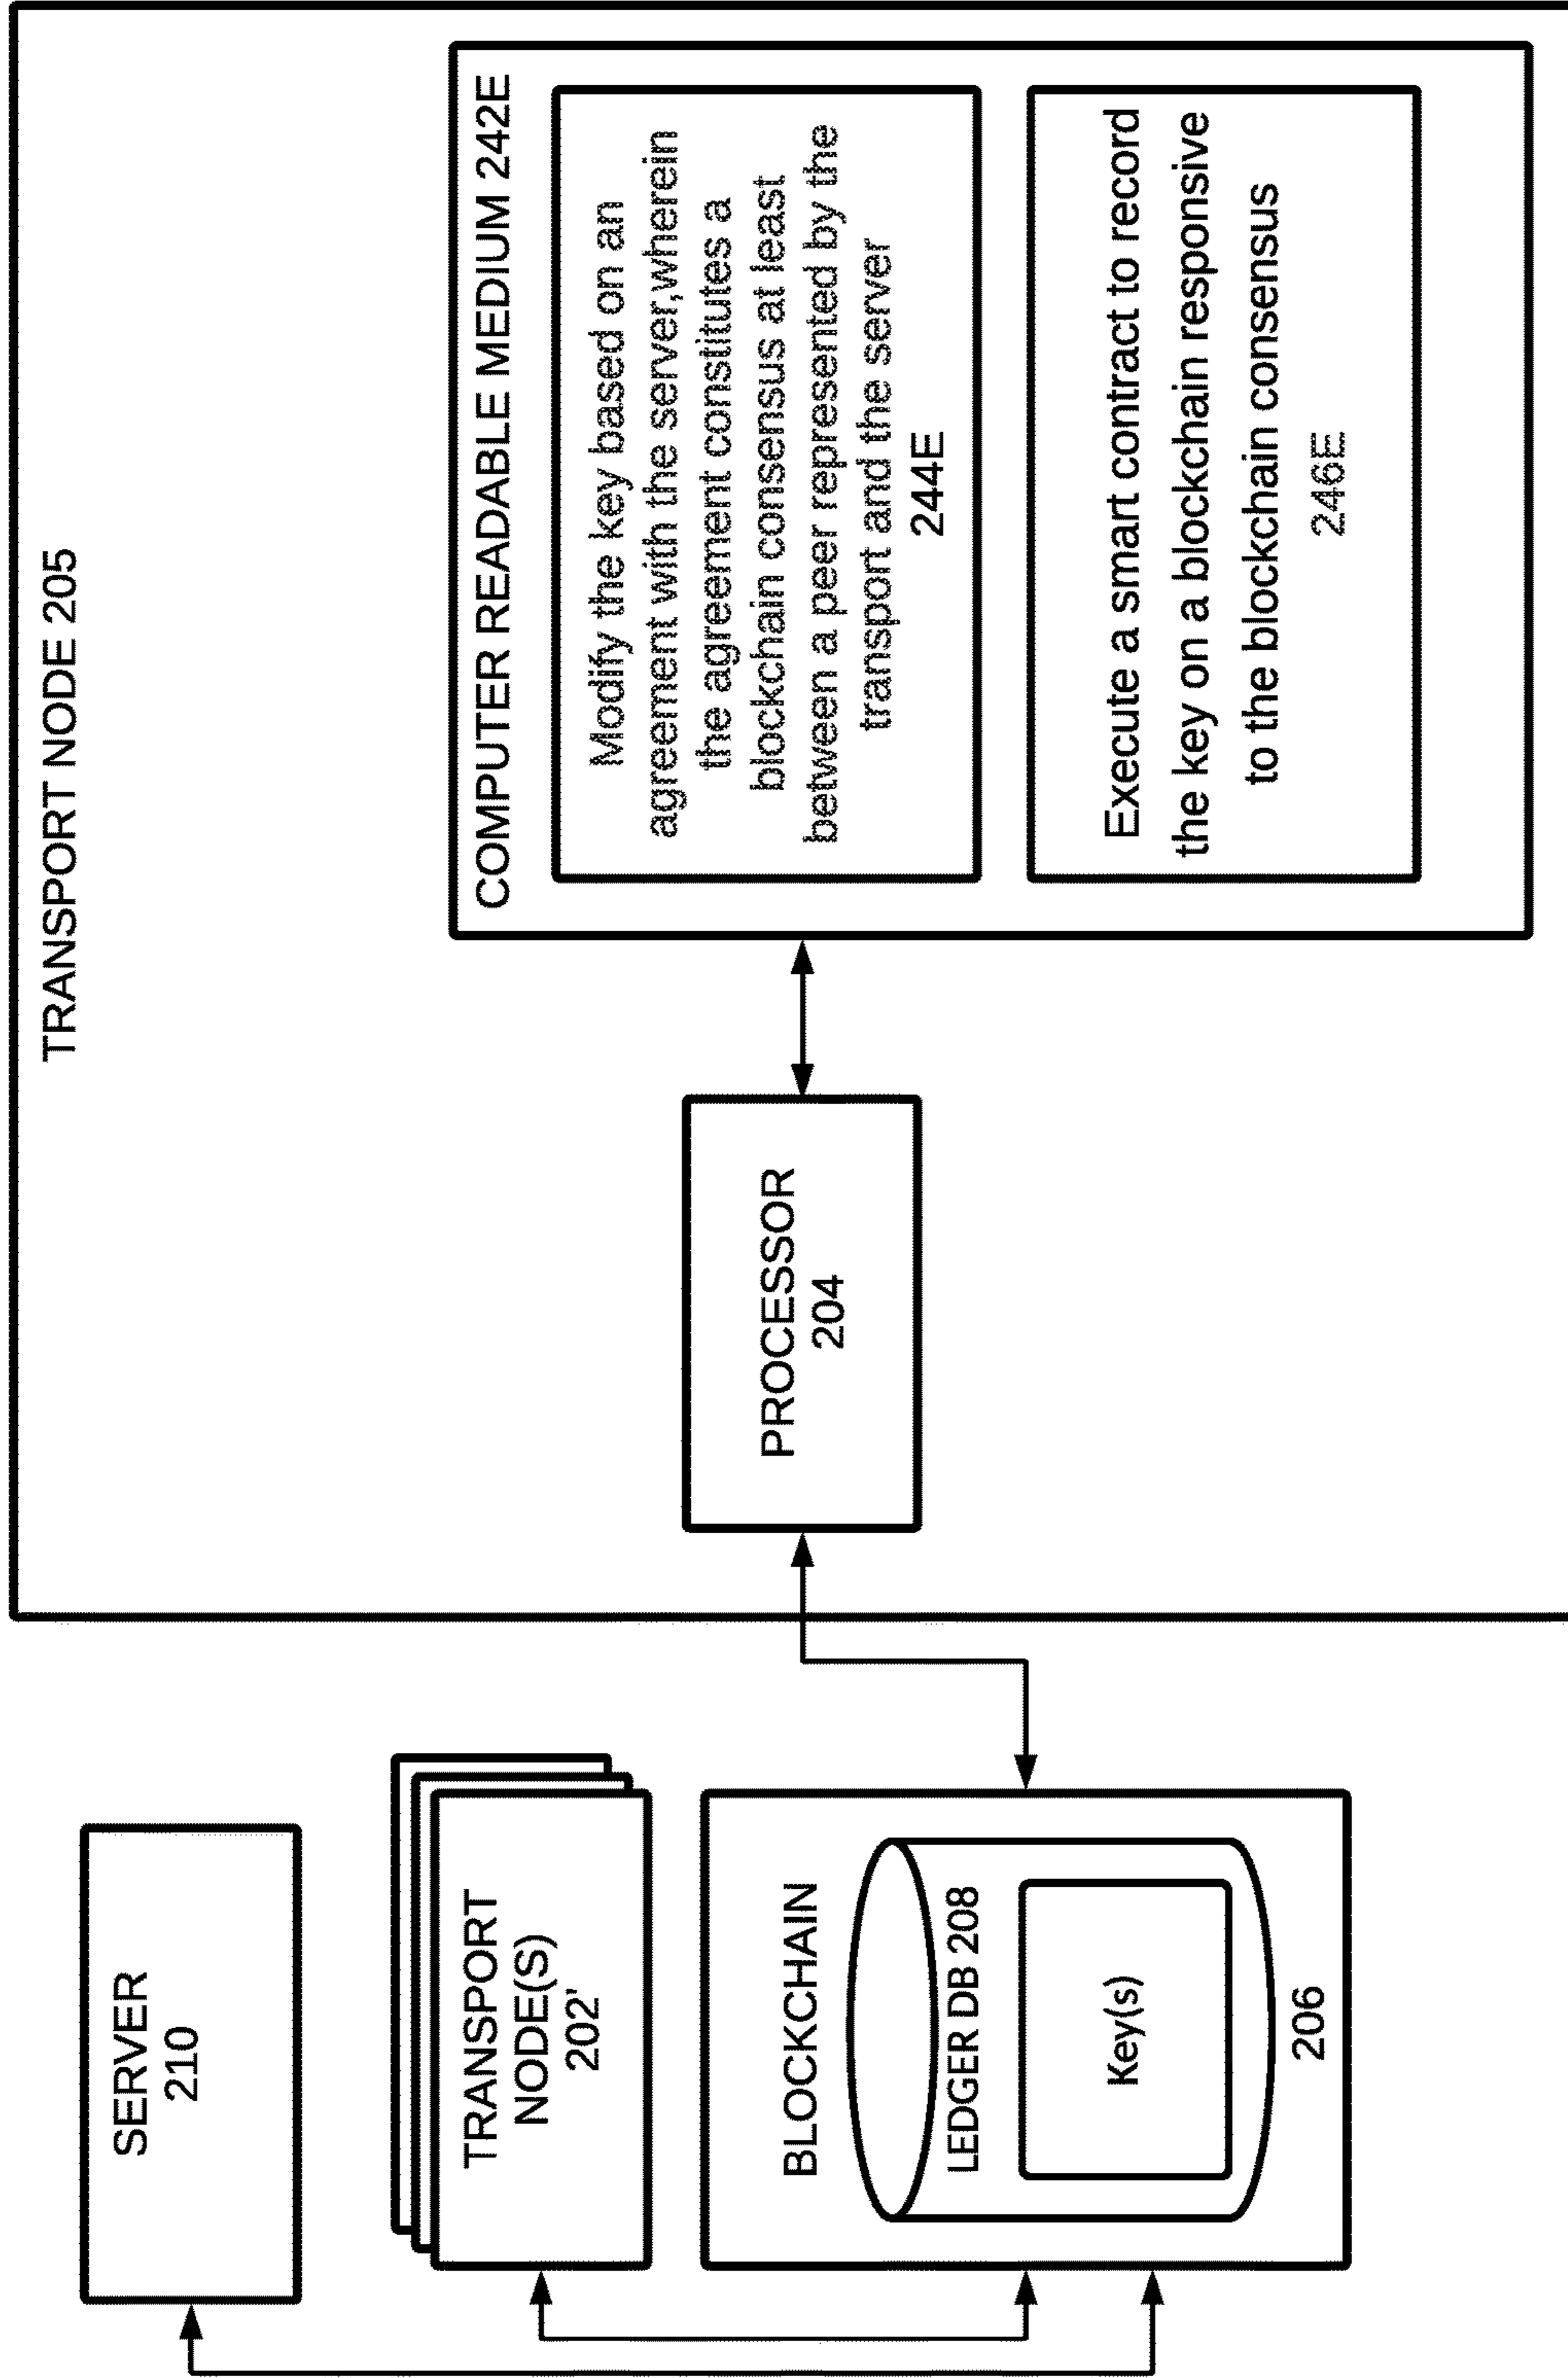 TRANSPORT NODE 205
SERVER
210
TRANSPORT
NODE(S)
202'
BLOCKCHAIN
LEDGER DB 208
Key(s)
206
PROCESSOR
204
COMPUTER READABLE MEDIUM 242E
Modify the key based on an
agreement with the server,wherein
the agreement constitutes a
blockchain consensus at least
between a peer represented by the
transport and the server
244E
Execute a smart contract to record
the key on a blockchain responsive
to the blockchain consensus
246E